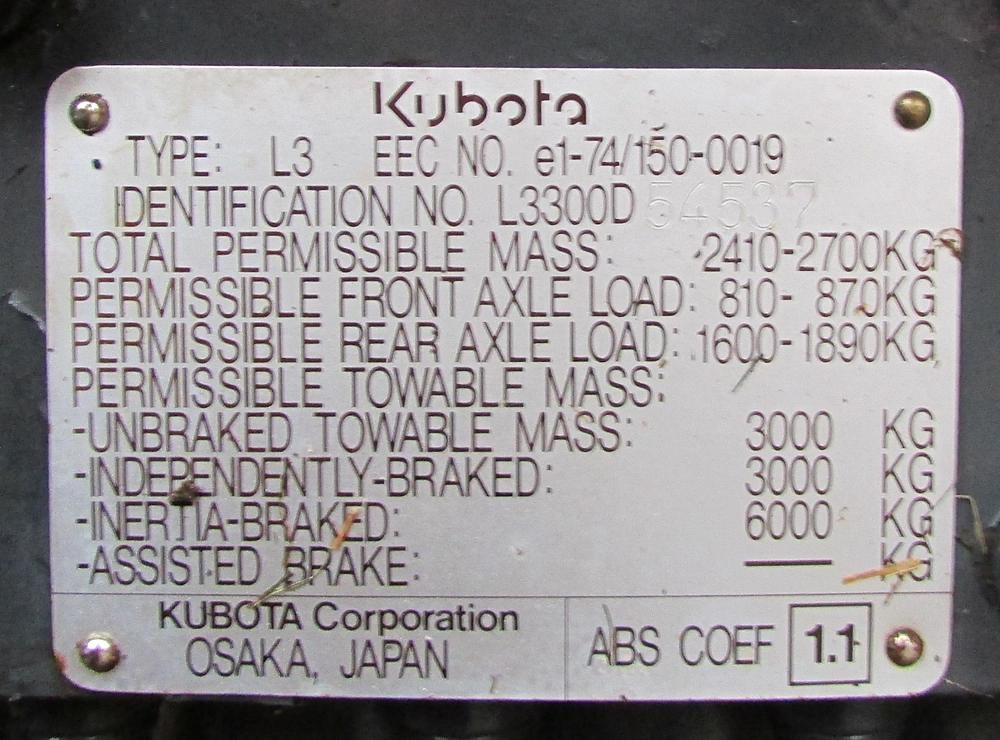 Kubota
TYPE: L3 EEC NO. e1-74/150-0019
IDENTIFICATION NO. L3300D 54537
TOTAL PERMISSIBLE MASS: 2410-2700KG
PERMISSIBLE FRONT AXLE LOAD: 810- 870KG
PERMISSIBLE REAR AXLE LOAD: 1600-1890KG
PERMISSIBLE TOWABLE MASS:
-UNBRAKED TOWABLE MASS: 3000 KG
-INDEPENDENTLY-BRAKED: 3000 KG
-INERTIA-BRAKED: 6000 KG
-ASSISTED BRAKE: — KG
KUBOTA Corporation
OSAKA, JAPAN
ABS COEF 1.1